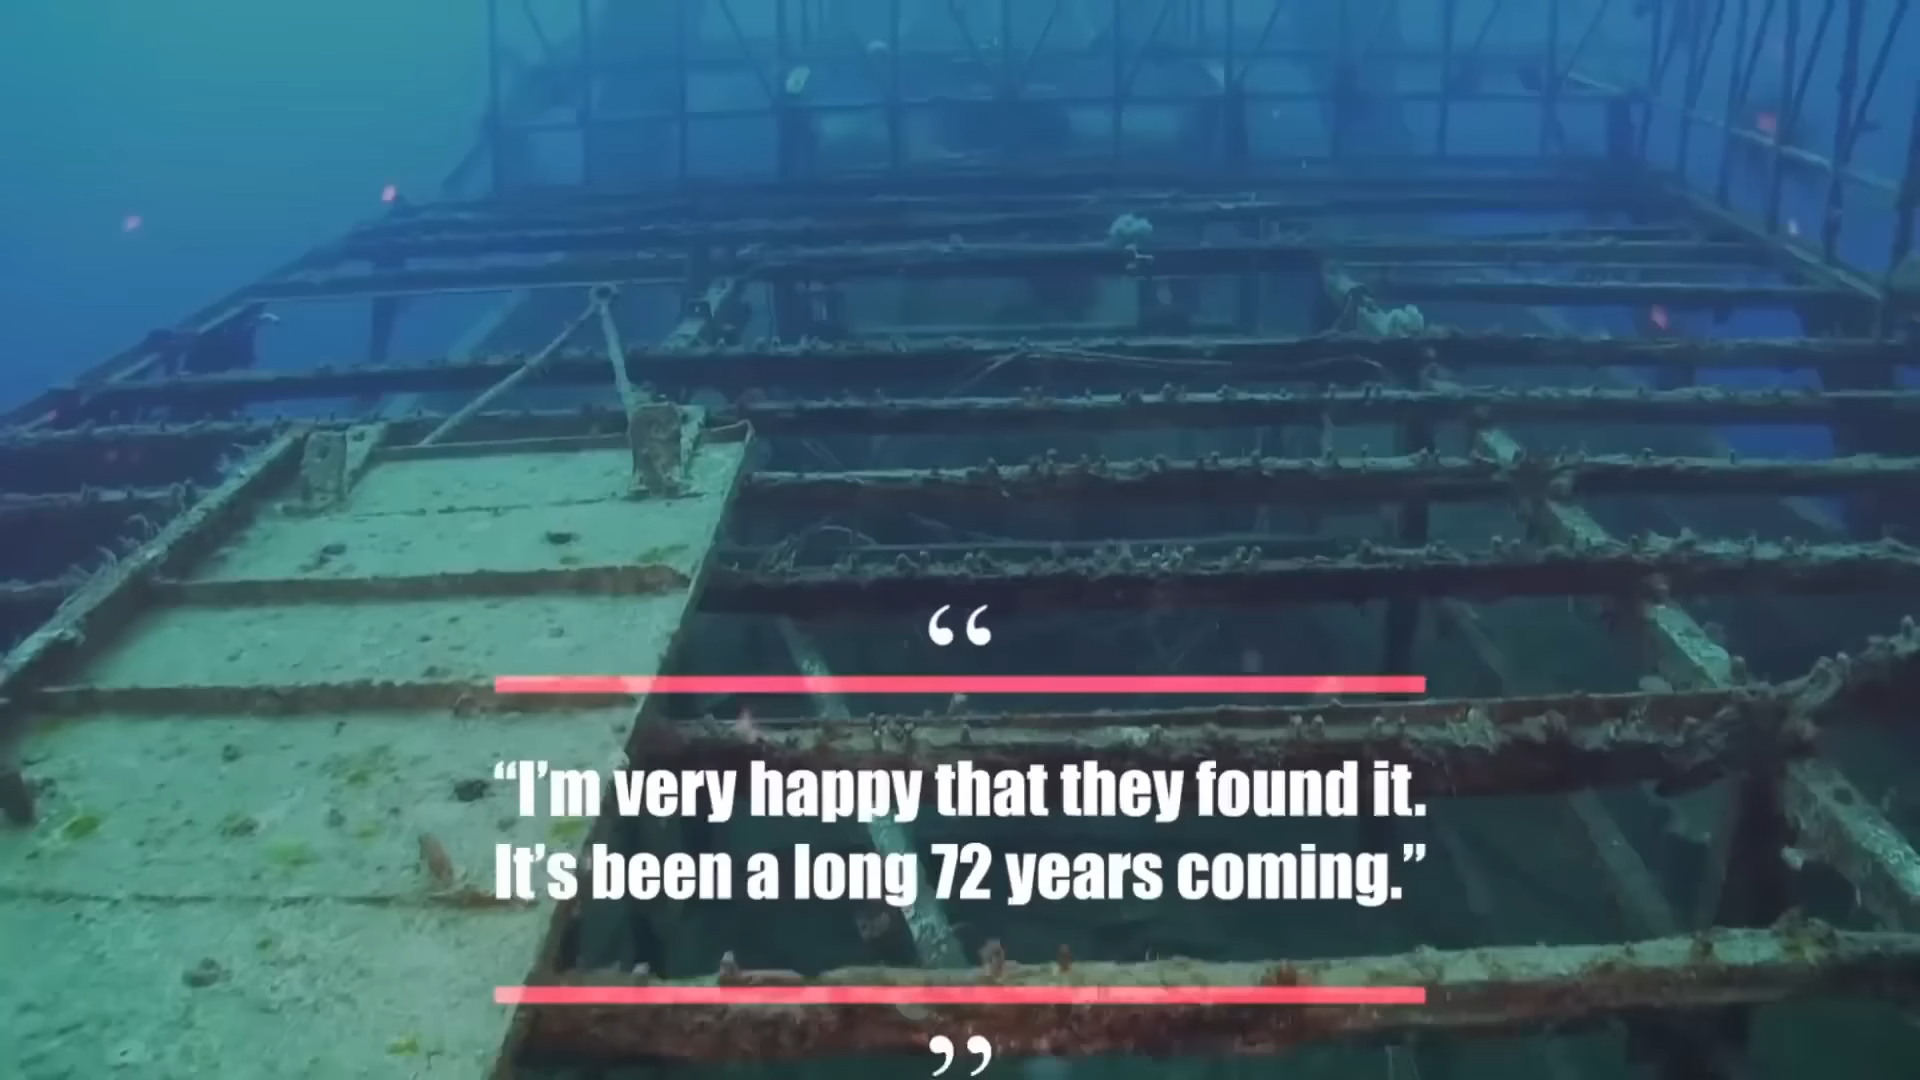 “
“I’m very happy that they found it.
It’s been a long 72 years coming.”
”